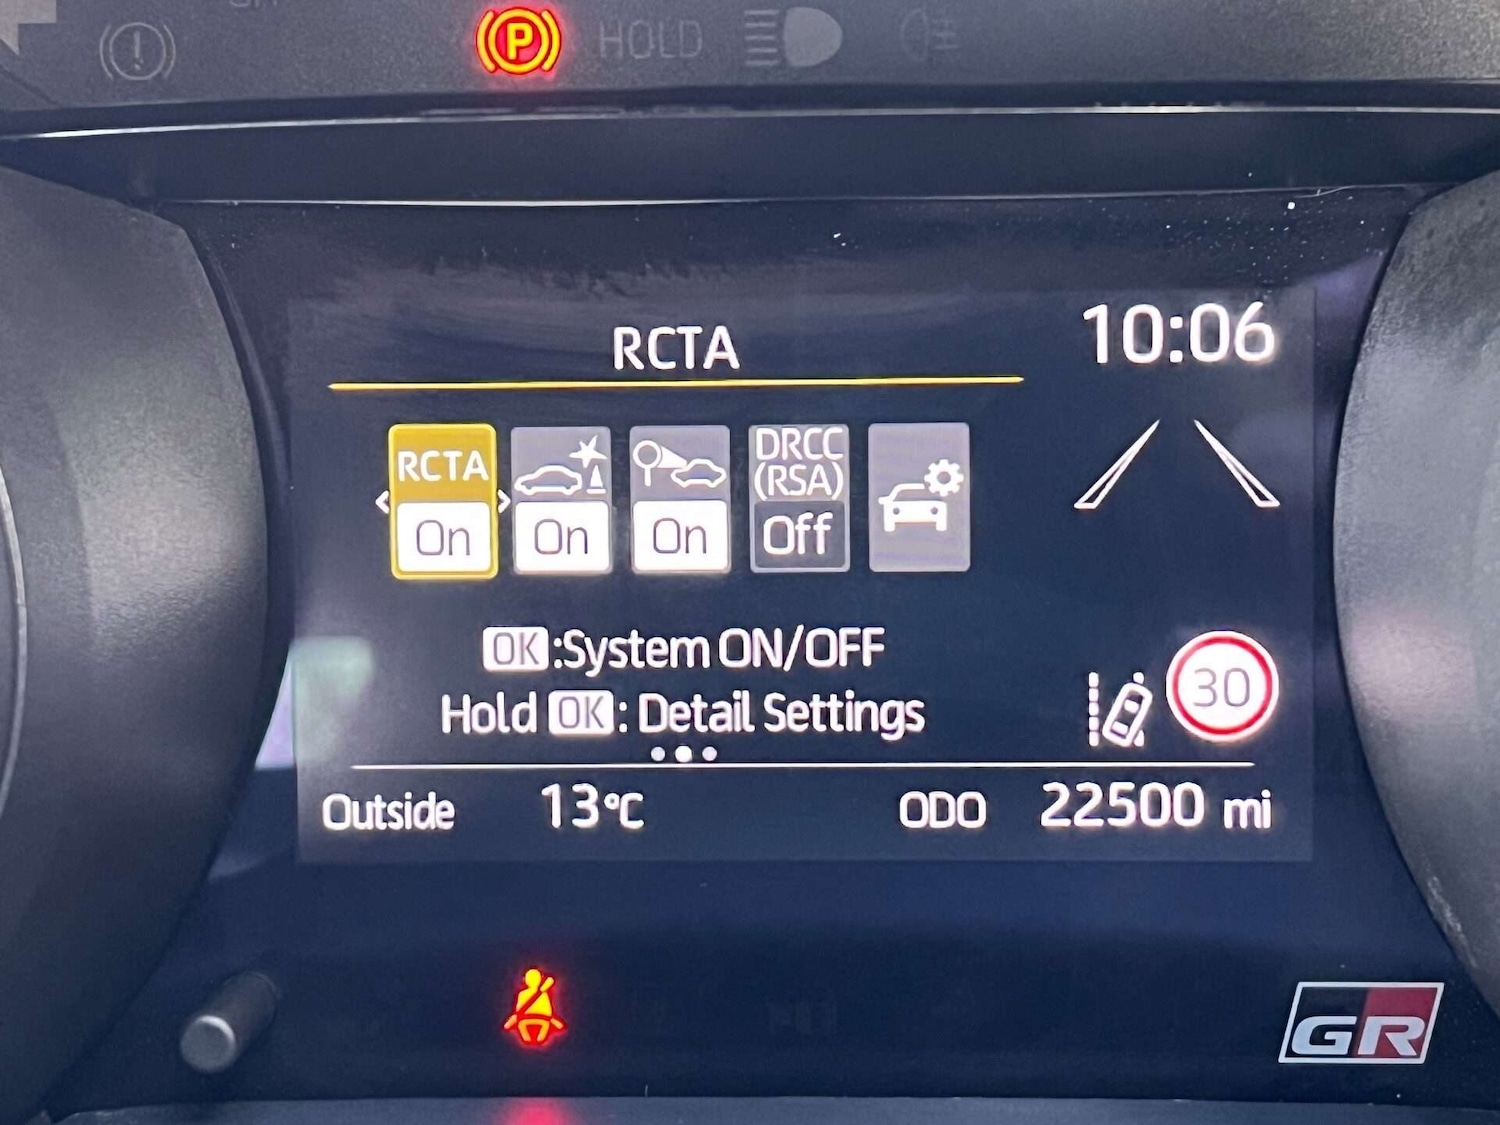 P HOLD
RCTA
10:06
RCTA
DRCC
(RSA)
On On On Off
OK:System ON/OFF
Hold OK: Detail Settings
30
Outside 13°C ODO 22500 mi
GR